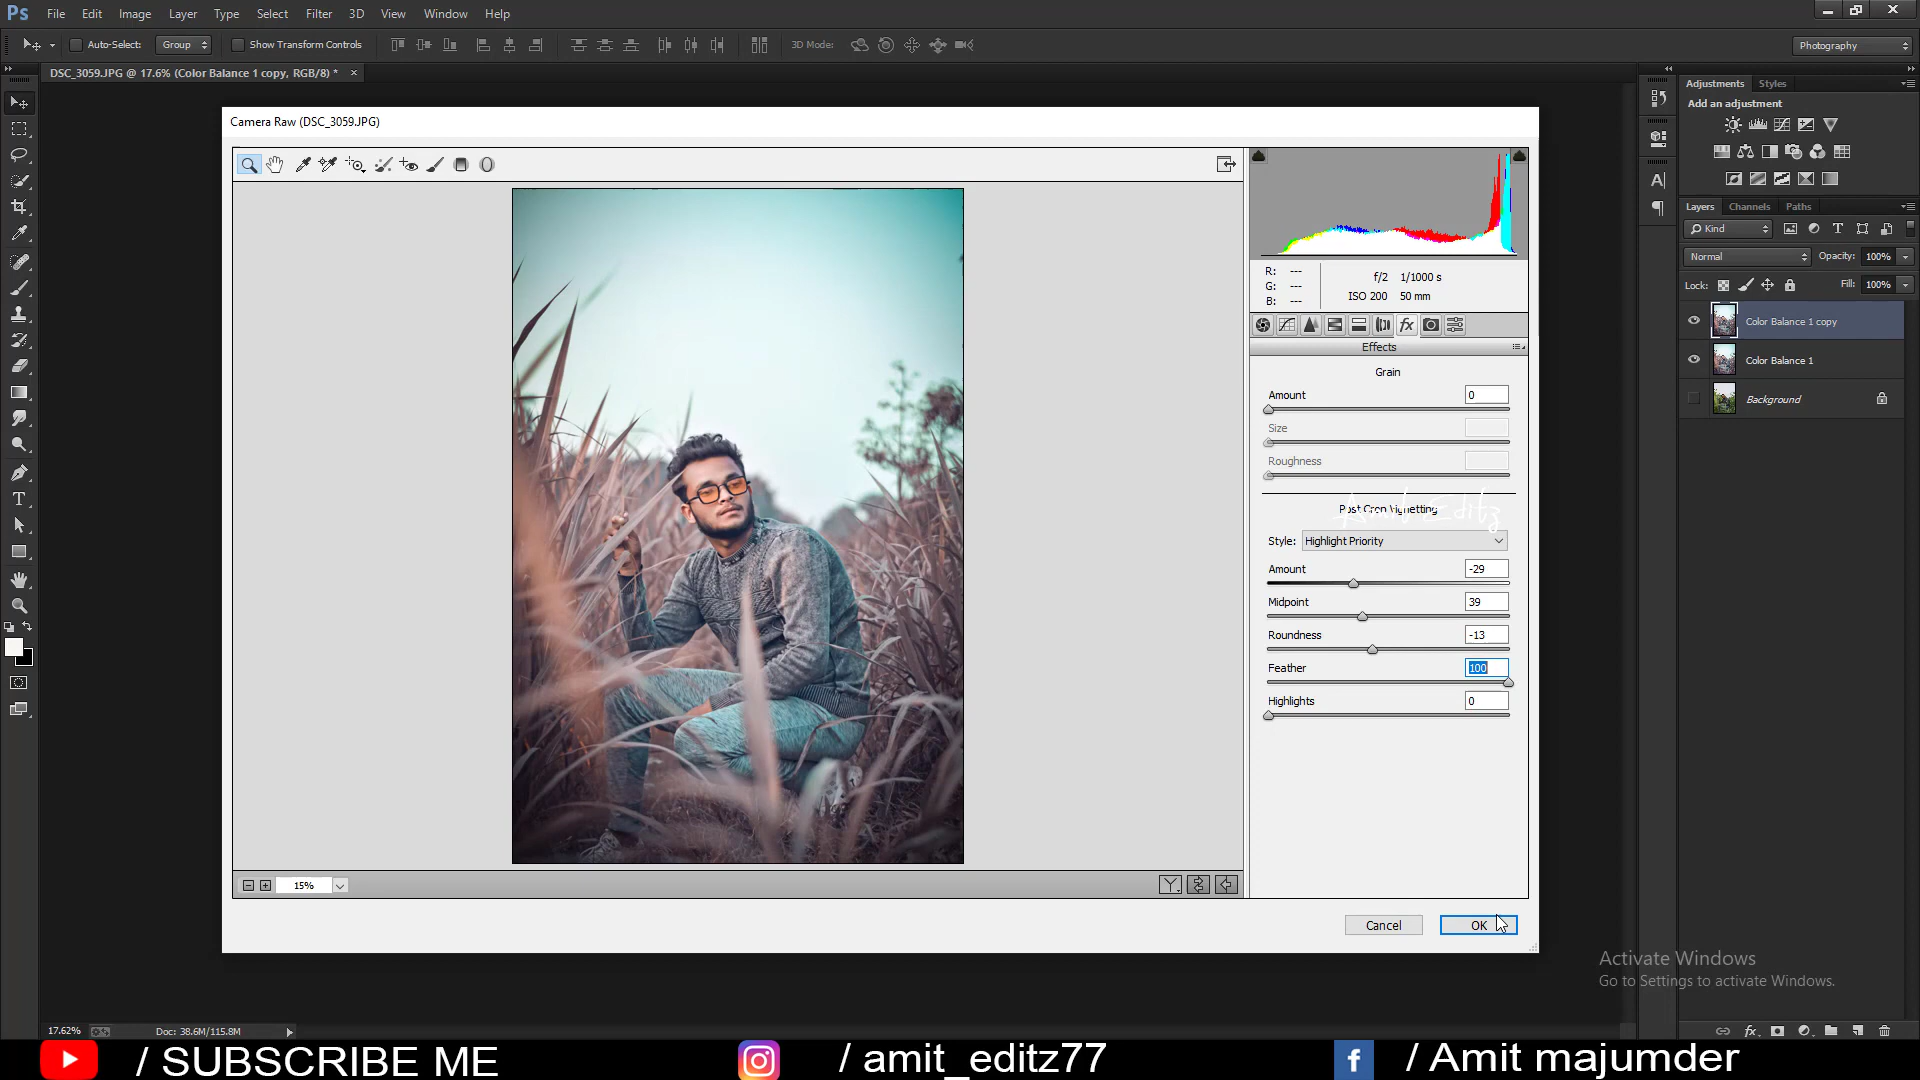 Ps File Edit Image Layer Type Select Filter 3D View Window Help
Auto-Select: Group Show Transform Controls 3D Mode: Photography
DSC_3059.JPG @ 17.6% (Color Balance 1 copy, RGB/8) * ×
Camera Raw (DSC_3059.JPG)
R: ---
G: ---
B: ---
f/2 1/1000 s
ISO 200 50 mm
Effects
Grain
Amount 0
Size
Roughness
Post Crop Vignetting
Amit Editz
Style: Highlight Priority
Amount -29
Midpoint 39
Roundness -13
Feather 100
Highlights 0
15%
Cancel OK
Adjustments Styles
Add an adjustment
Layers Channels Paths
Kind
Normal Opacity: 100%
Lock: Fill: 100%
Color Balance 1 copy
Color Balance 1
Background
Activate Windows
Go to Settings to activate Windows.
17.62% Doc: 38.6M/115.8M
/ SUBSCRIBE ME / amit_editz77 / Amit majumder